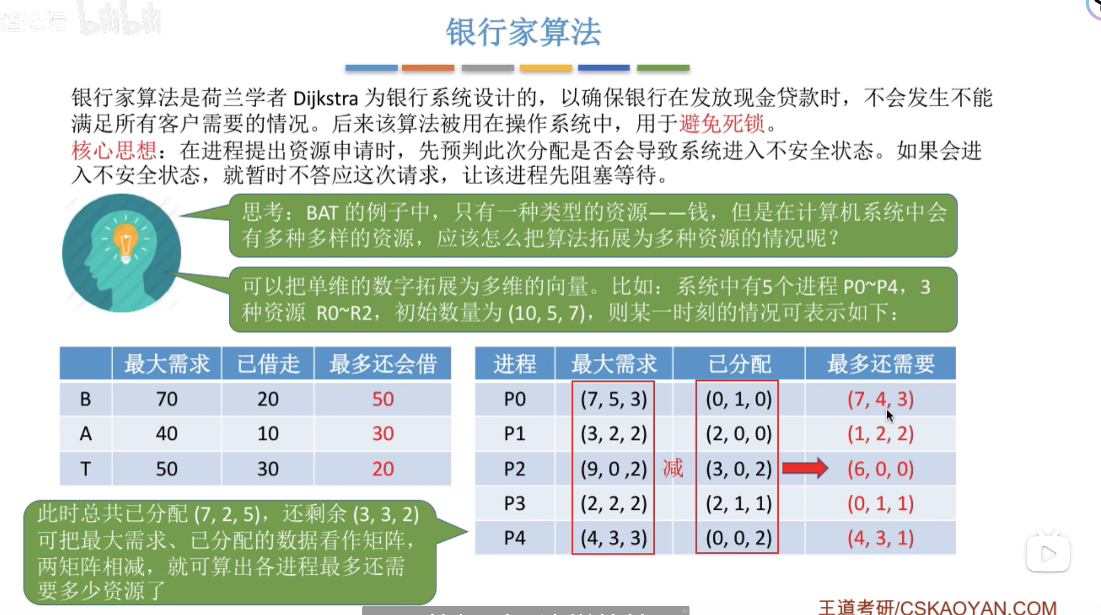 bilibili
银行家算法
银行家算法是荷兰学者 Dijkstra 为银行系统设计的，以确保银行在发放现金贷款时，不会发生不能
满足所有客户需要的情况。后来该算法被用在操作系统中，用于避免死锁。
核心思想：在进程提出资源申请时，先预判此次分配是否会导致系统进入不安全状态。如果会进
入不安全状态，就暂时不答应这次请求，让该进程先阻塞等待。
思考：BAT 的例子中，只有一种类型的资源——钱，但是在计算机系统中会
有多种多样的资源，应该怎么把算法拓展为多种资源的情况呢？
可以把单维的数字拓展为多维的向量。比如：系统中有5个进程 P0~P4，3
种资源 R0~R2，初始数量为 (10, 5, 7)，则某一时刻的情况可表示如下：
最大需求 已借走 最多还会借
B 70 20 50
A 40 10 30
T 50 30 20
进程 最大需求 已分配 最多还需要
P0 (7, 5, 3) (0, 1, 0) (7, 4, 3)
P1 (3, 2, 2) (2, 0, 0) (1, 2, 2)
P2 (9, 0 ,2) 减 (3, 0, 2) (6, 0, 0)
P3 (2, 2, 2) (2, 1, 1) (0, 1, 1)
P4 (4, 3, 3) (0, 0, 2) (4, 3, 1)
此时总共已分配 (7, 2, 5)，还剩余 (3, 3, 2)
可把最大需求、已分配的数据看作矩阵，
两矩阵相减，就可算出各进程最多还需
要多少资源了
王道考研/CSKAOYAN.COM